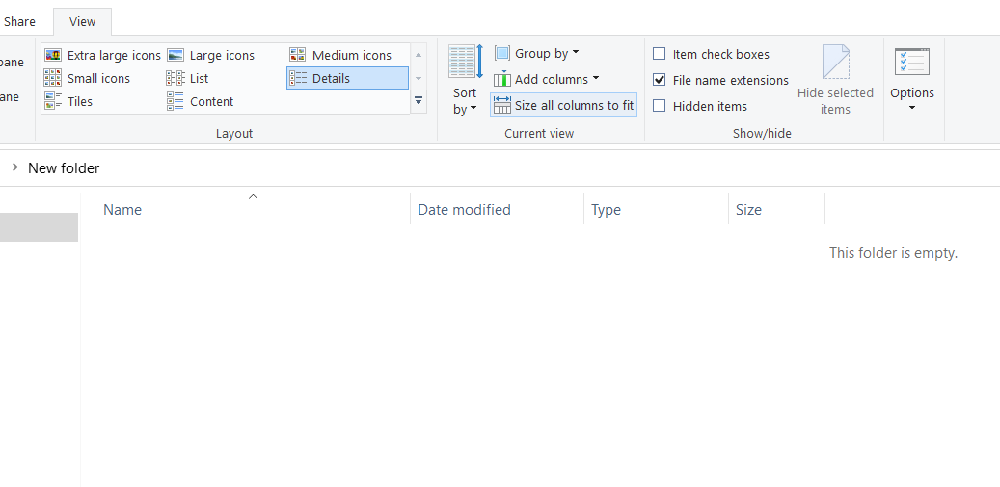 Share View
pane
ane
Extra large icons Large icons Medium icons
Small icons List Details
Tiles Content
Layout
Sort by
Group by
Add columns
Size all columns to fit
Current view
Item check boxes
File name extensions
Hidden items
Hide selected
items
Show/hide
Options
New folder
Name Date modified Type Size
This folder is empty.